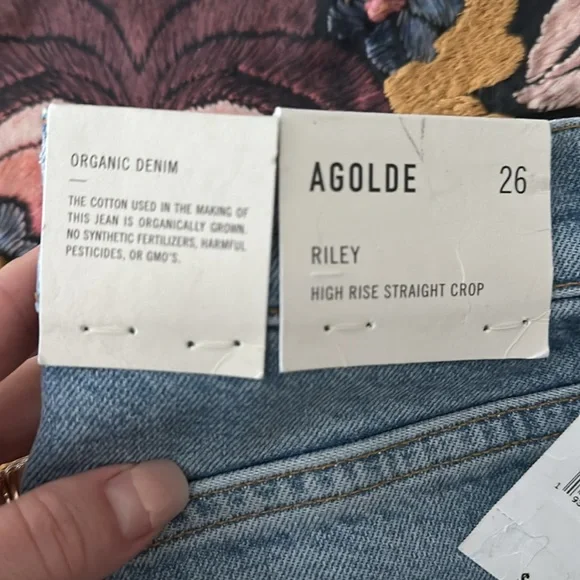 ORGANIC DENIM
THE COTTON USED IN THE MAKING OF
THIS JEAN IS ORGANICALLY GROWN.
NO SYNTHETIC FERTILIZERS, HARMFUL
PESTICIDES, OR GMO'S.
AGOLDE 26
RILEY
HIGH RISE STRAIGHT CROP